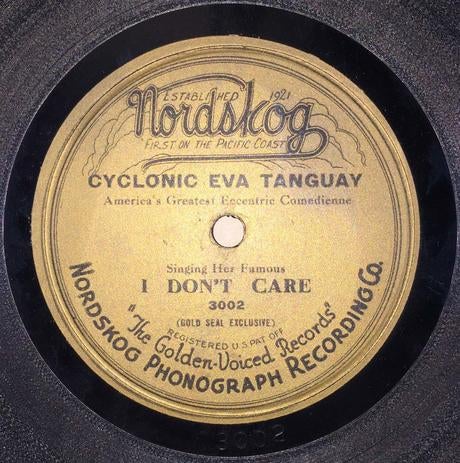 ESTABLISHED 1921
Nordskog
FIRST ON THE PACIFIC COAST
CYCLONIC EVA TANGUAY
America's Greatest Eccentric Comedienne
Singing Her Famous
I DON'T CARE
3002
(GOLD SEAL EXCLUSIVE)
REGISTERED U.S. PAT OFF
"The Golden-Voiced Records"
NORDSKOG PHONOGRAPH RECORDING CO.
3002